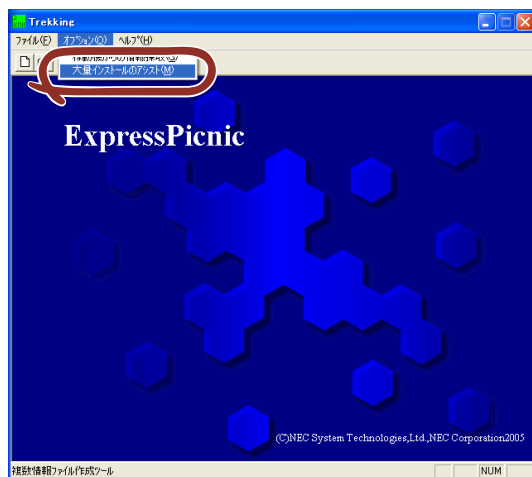 Trekking
ファイル(F) オプション(O) ヘルプ(H)
大量インストールのアシスト(M)
ExpressPicnic
(C)NEC System Technologies,Ltd.,NEC Corporation2005
複数情報ファイル作成ツール
NUM